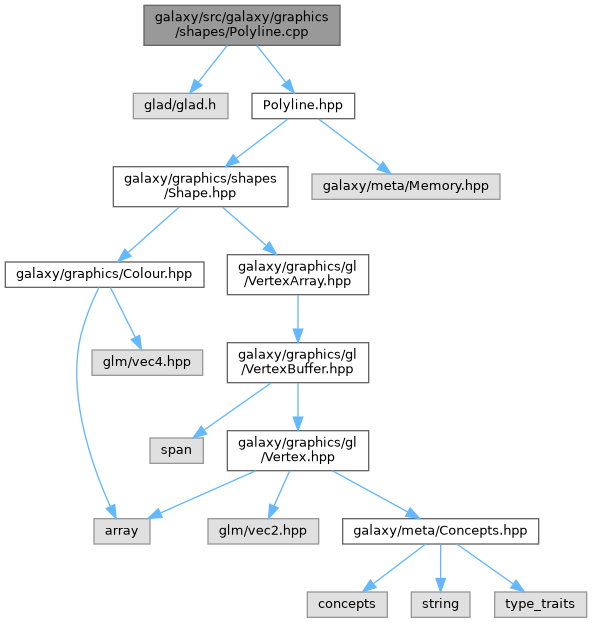 galaxy/src/galaxy/graphics
/shapes/Polyline.cpp
glad/glad.h
Polyline.hpp
galaxy/graphics/shapes
/Shape.hpp
galaxy/meta/Memory.hpp
galaxy/graphics/Colour.hpp
galaxy/graphics/gl
/VertexArray.hpp
glm/vec4.hpp
galaxy/graphics/gl
/VertexBuffer.hpp
span
galaxy/graphics/gl
/Vertex.hpp
array
glm/vec2.hpp
galaxy/meta/Concepts.hpp
concepts
string
type_traits